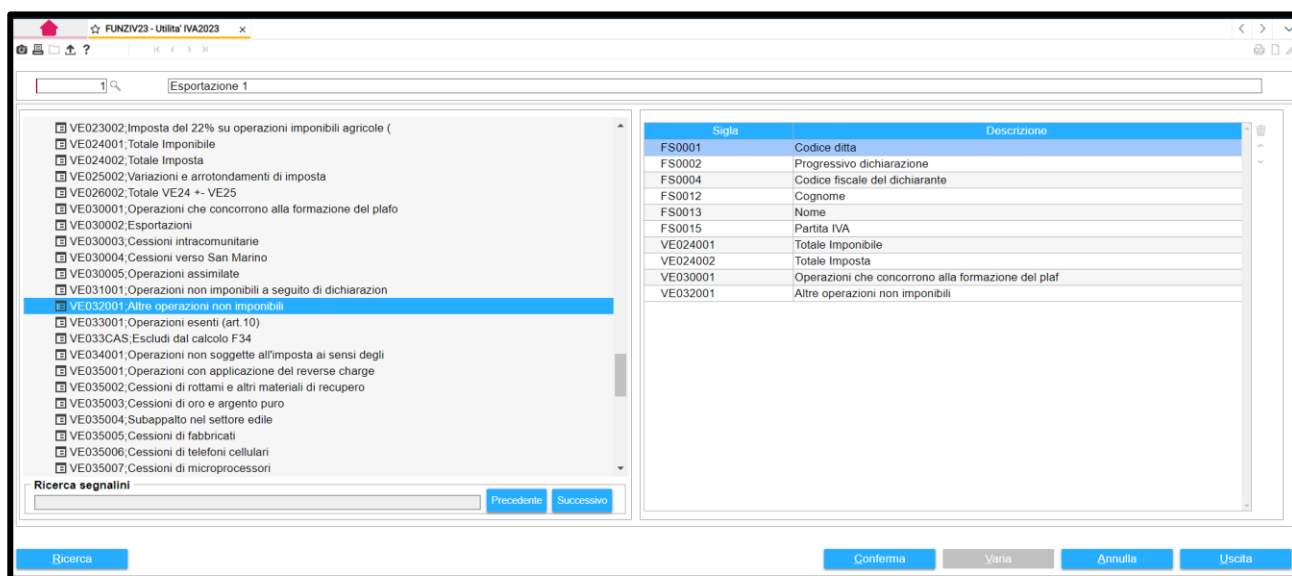 FUNZIV23 - Utilita' IVA2023 x
?
1 Esportazione 1
VE023002;Imposta del 22% su operazioni imponibili agricole (
VE024001;Totale Imponibile
VE024002;Totale Imposta
VE025002;Variazioni e arrotondamenti di imposta
VE026002;Totale VE24 +- VE25
VE030001;Operazioni che concorrono alla formazione del plafo
VE030002;Esportazioni
VE030003;Cessioni intracomunitarie
VE030004;Cessioni verso San Marino
VE030005;Operazioni assimilate
VE031001;Operazioni non imponibili a seguito di dichiarazion
VE032001;Altre operazioni non imponibili
VE033001;Operazioni esenti (art.10)
VE033CAS;Escludi dal calcolo F34
VE034001;Operazioni non soggette all'imposta ai sensi degli
VE035001;Operazioni con applicazione del reverse charge
VE035002;Cessioni di rottami e altri materiali di recupero
VE035003;Cessioni di oro e argento puro
VE035004;Subappalto nel settore edile
VE035005;Cessioni di fabbricati
VE035006;Cessioni di telefoni cellulari
VE035007;Cessioni di microprocessori
Ricerca segnalini
Precedente Successivo
Sigla Descrizione
FS0001 Codice ditta
FS0002 Progressivo dichiarazione
FS0004 Codice fiscale del dichiarante
FS0012 Cognome
FS0013 Nome
FS0015 Partita IVA
VE024001 Totale Imponibile
VE024002 Totale Imposta
VE030001 Operazioni che concorrono alla formazione del plaf
VE032001 Altre operazioni non imponibili
Ricerca Conferma Varia Annulla Uscita